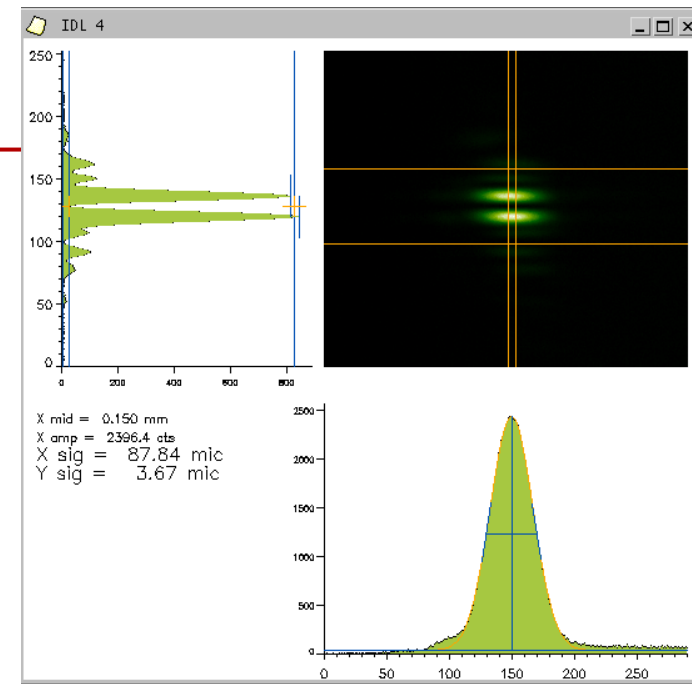 IDL 4
250
200
150
100
50
0
0 200 400 600 800
X mid = 0.150 mm
X amp = 2396.4 cts
X sig = 87.84 mic
Y sig = 3.67 mic
2500
2000
1500
1000
500
0
0 50 100 150 200 250